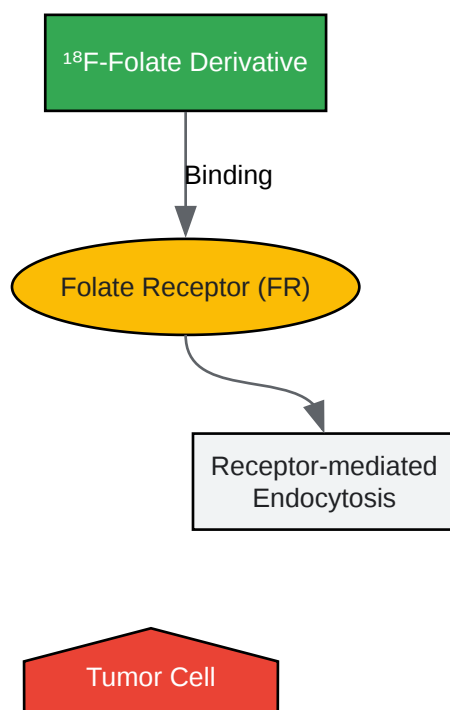 ¹⁸F-Folate Derivative
Binding
Folate Receptor (FR)
Receptor-mediated
Endocytosis
Tumor Cell